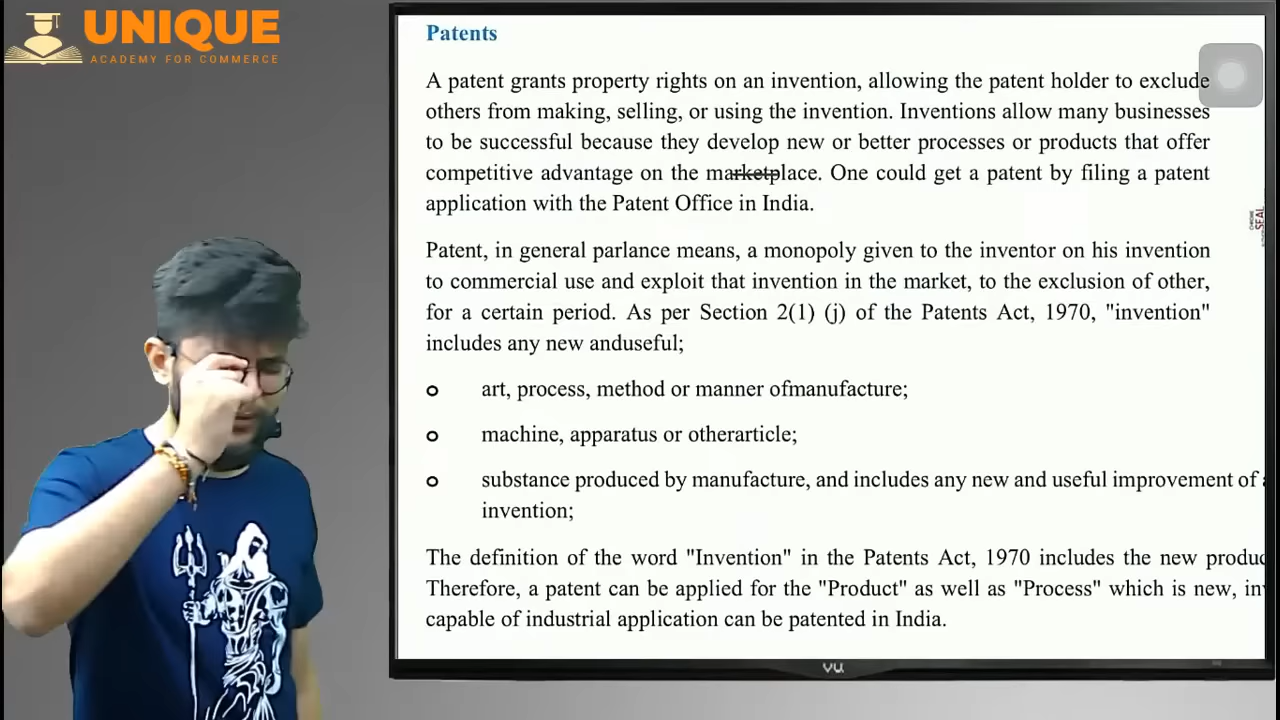 UNIQUE
ACADEMY FOR COMMERCE
Patents
A patent grants property rights on an invention, allowing the patent holder to exclude
others from making, selling, or using the invention. Inventions allow many businesses
to be successful because they develop new or better processes or products that offer
competitive advantage on the marketplace. One could get a patent by filing a patent
application with the Patent Office in India.
Patent, in general parlance means, a monopoly given to the inventor on his invention
to commercial use and exploit that invention in the market, to the exclusion of other,
for a certain period. As per Section 2(1) (j) of the Patents Act, 1970, "invention"
includes any new anduseful;
o art, process, method or manner ofmanufacture;
o machine, apparatus or otherarticle;
o substance produced by manufacture, and includes any new and useful improvement of
invention;
The definition of the word "Invention" in the Patents Act, 1970 includes the new produc
Therefore, a patent can be applied for the "Product" as well as "Process" which is new, in
capable of industrial application can be patented in India.
SEAL
VU